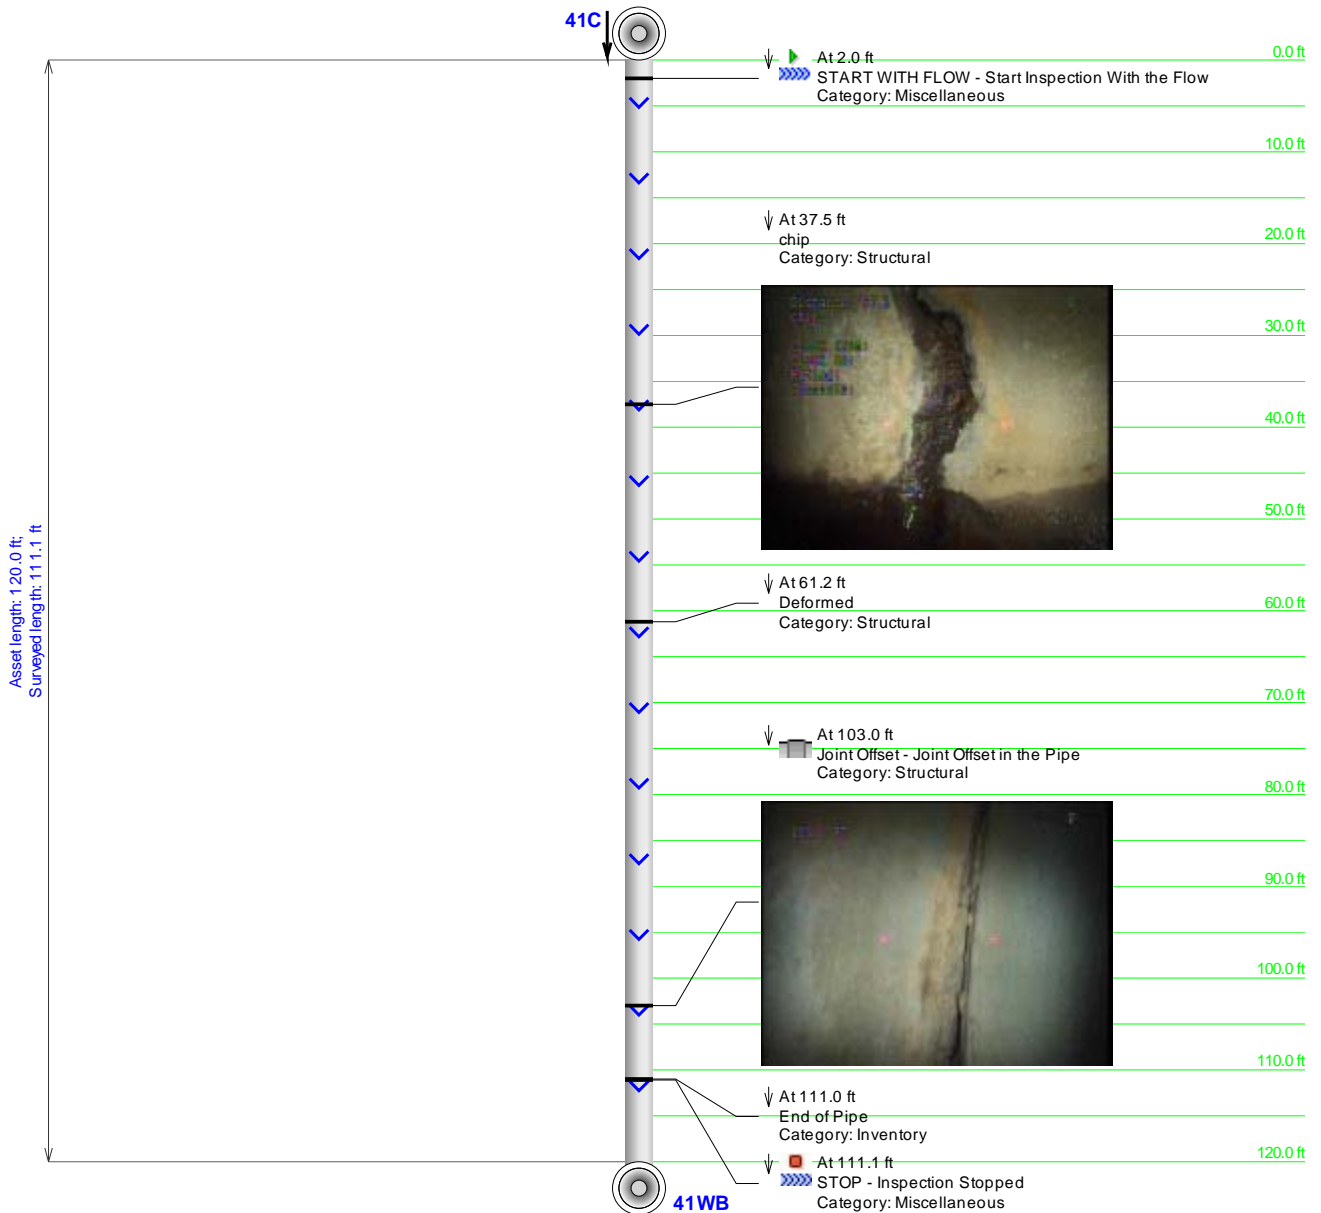 41C
0.0 ft
At 2.0 ft
START WITH FLOW - Start Inspection With the Flow
Category: Miscellaneous
10.0 ft
At 37.5 ft
chip
Category: Structural
20.0 ft
30.0 ft
40.0 ft
50.0 ft
Asset length: 120.0 ft;
Surveyed length: 111.1 ft
At 61.2 ft
Deformed
Category: Structural
60.0 ft
70.0 ft
At 103.0 ft
Joint Offset - Joint Offset in the Pipe
Category: Structural
80.0 ft
90.0 ft
100.0 ft
110.0 ft
At 111.0 ft
End of Pipe
Category: Inventory
120.0 ft
At 111.1 ft
STOP - Inspection Stopped
Category: Miscellaneous
41WB